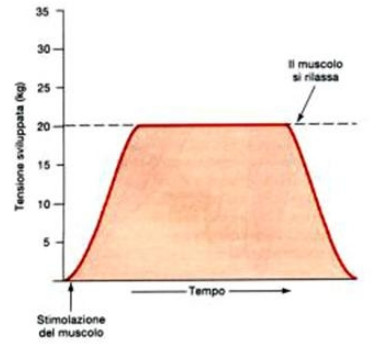 35
30
25
20
15
10
5
Tensione sviluppata (kg)
Il muscolo
si rilassa
Tempo
Stimolazione
del muscolo